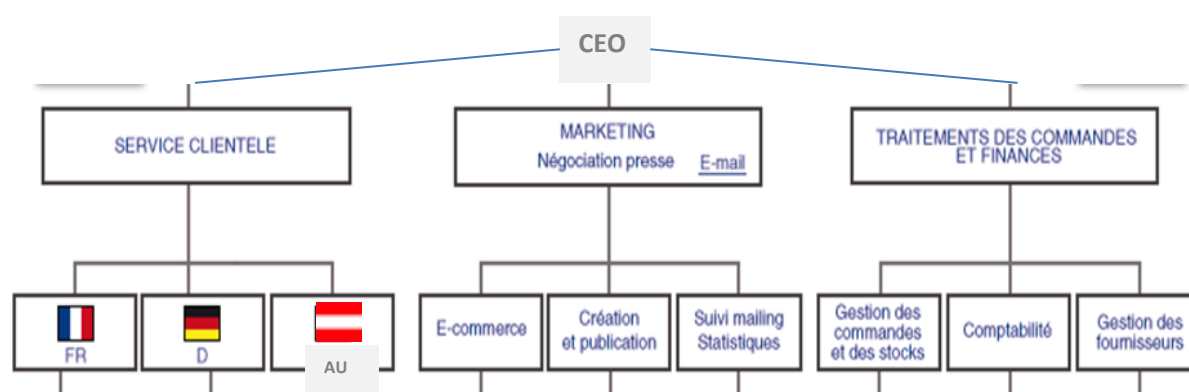 CEO
SERVICE CLIENTELE
MARKETING
Négociation presse E-mail
TRAITEMENTS DES COMMANDES
ET FINANCES
FR
D
AU
E-commerce
Création
et publication
Suivi mailing
Statistiques
Gestion des
commandes
et des stocks
Comptabilité
Gestion des
fournisseurs